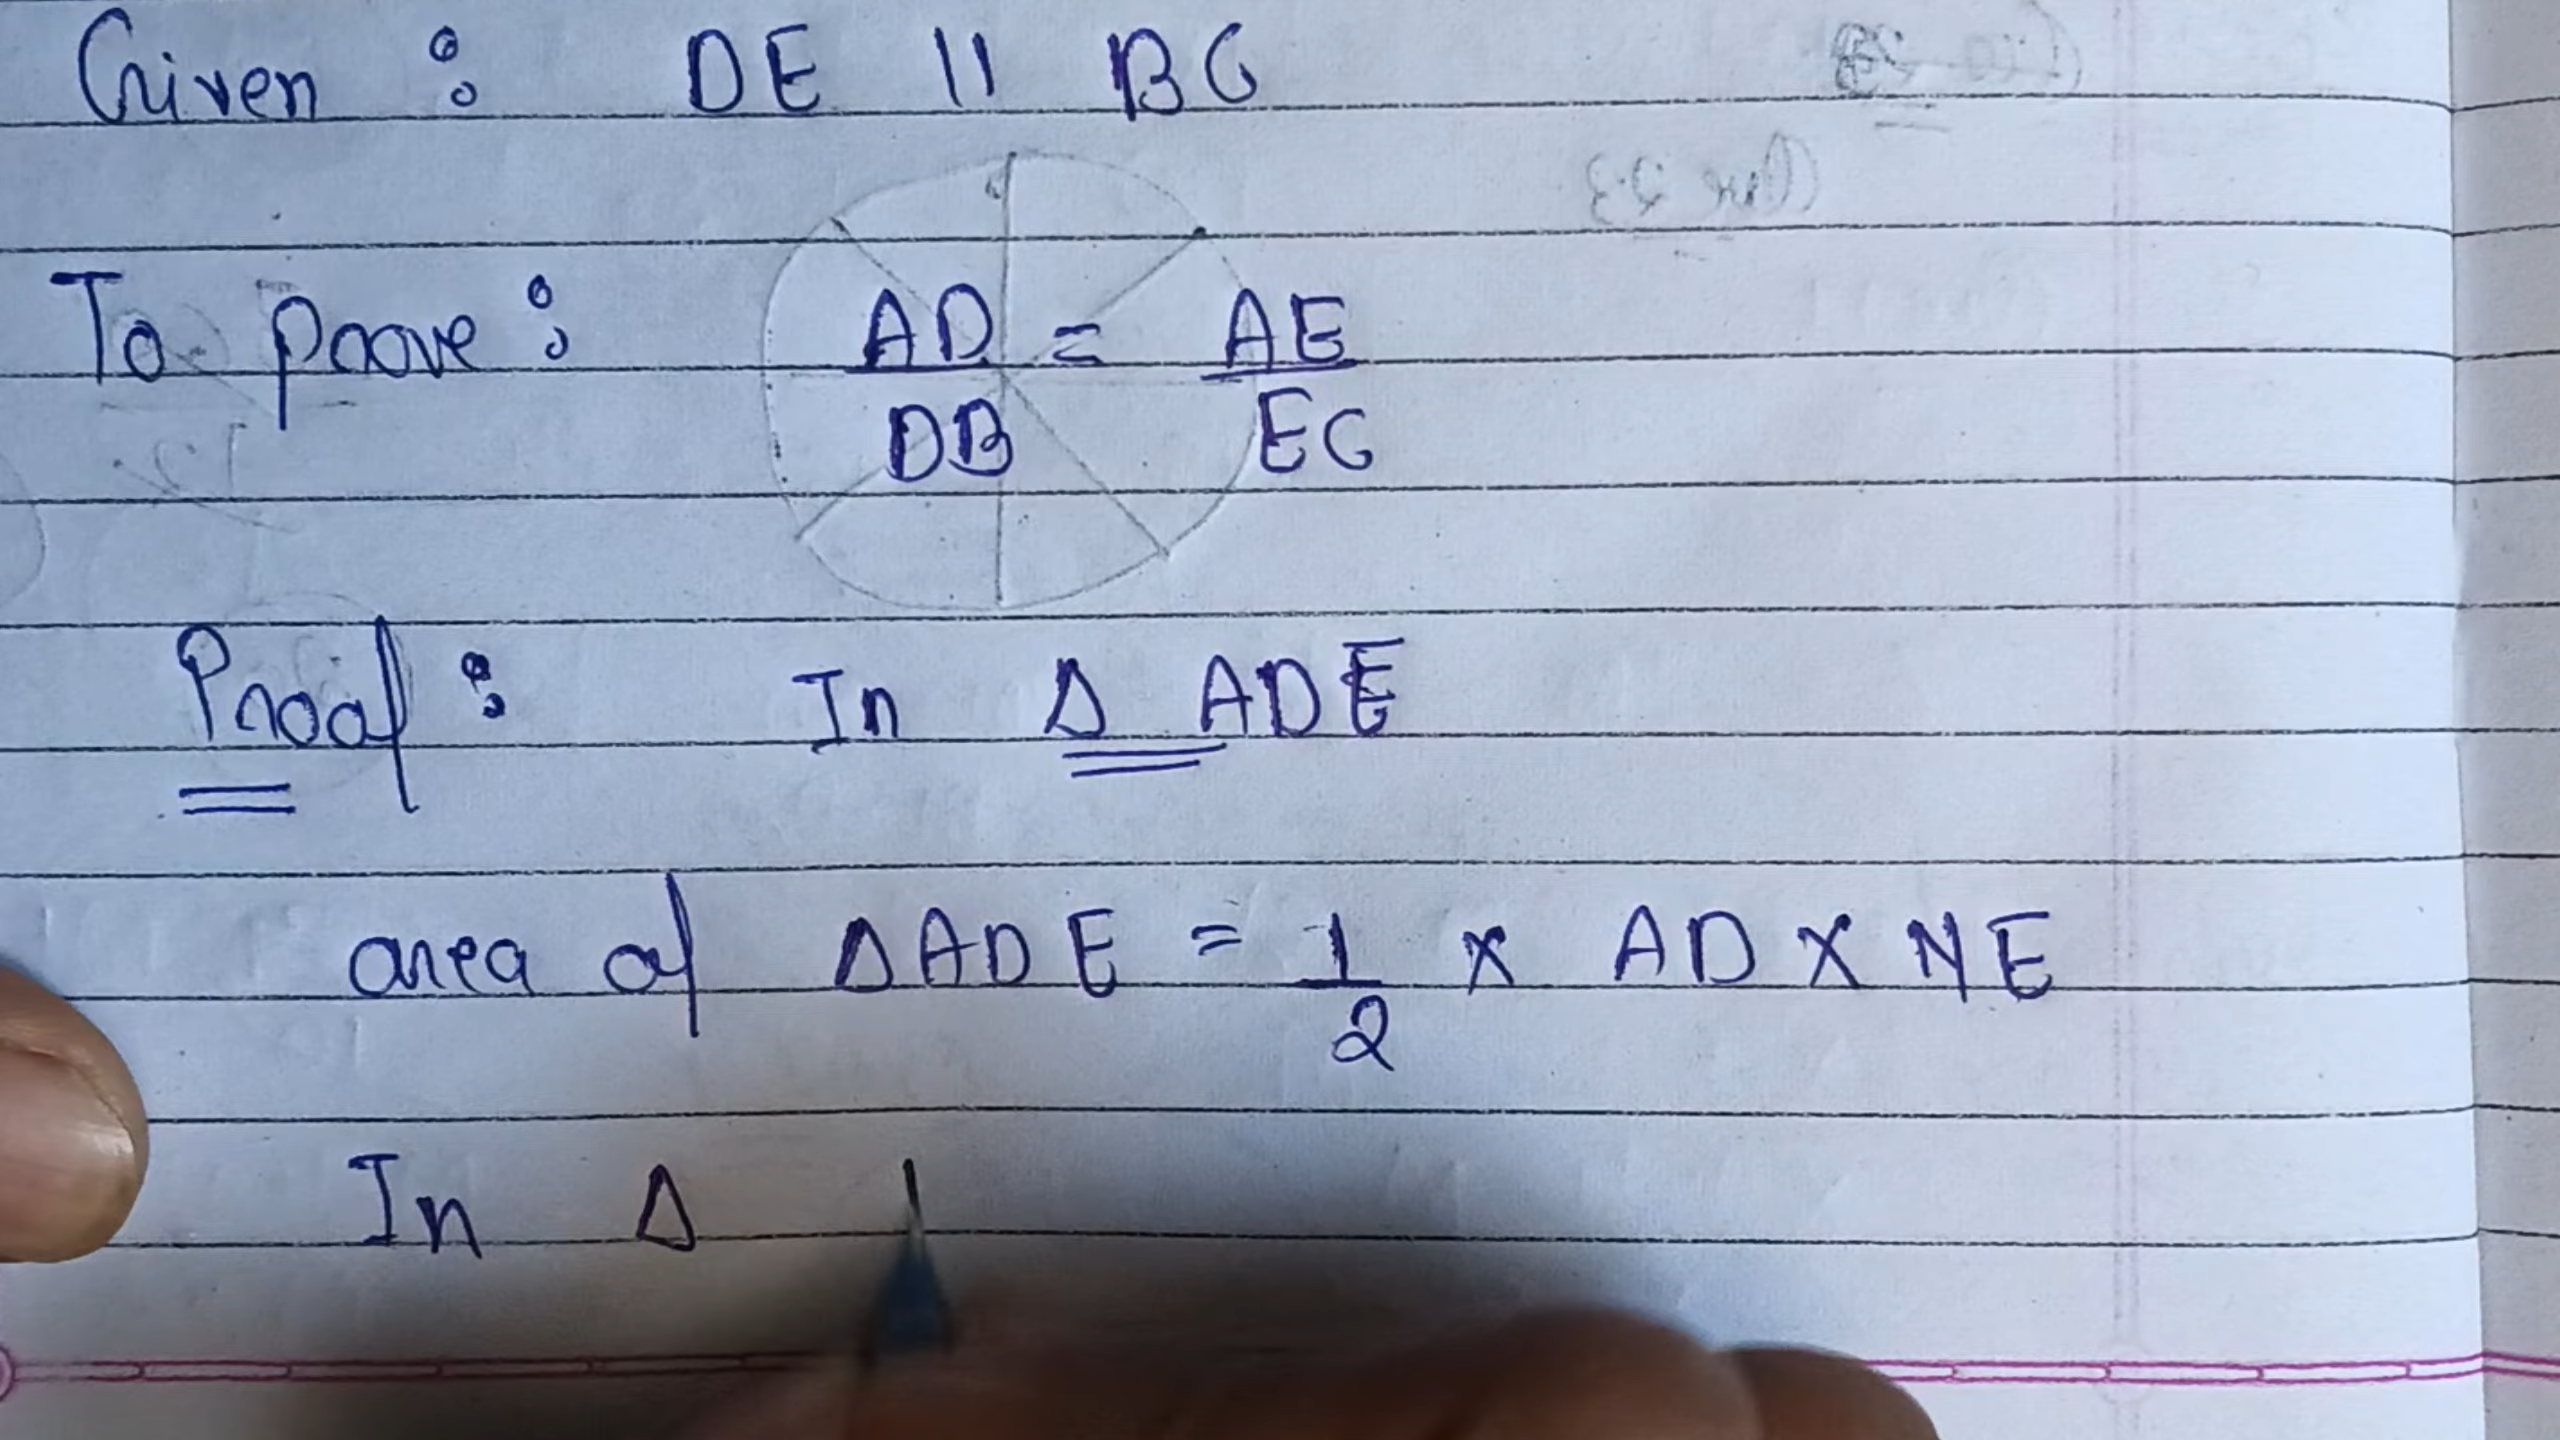 Given : DE || BC
To prove : AD/DB = AE/EC
Proof : In Δ ADE
area of ΔADE = 1/2 × AD × NE
In Δ